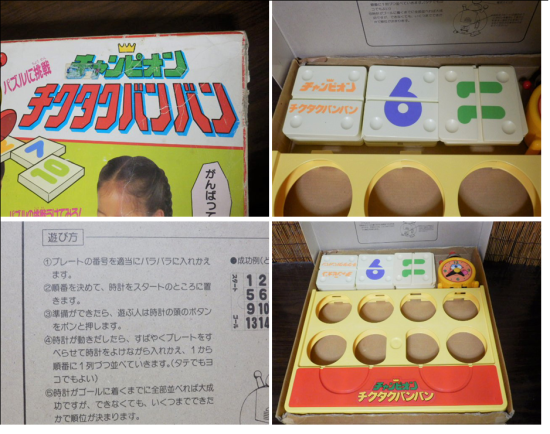 パズルに挑戦
チャンピオン
チクタクバンバン
7
10
がんばって
チャンピオン
チクタクバンバン
6
11
遊び方
①プレートの番号を適当にバラバラに入れかえ
ます。
②順番を決めて、時計をスタートのところに置
きます。
③準備ができたら、遊ぶ人は時計の頭のボタン
をポンと押します。
④時計が動きだしたら、すばやくプレートをす
べらせて時計をよけながら入れかえ、1から
順番に1列づつ並べていきます。(タテでもヨ
コでもよい)
⑤時計がゴールに着くまでに全部並べれば大成
功ですが、できなくても、いくつまでできた
かで順位が決まります。
●成功例(
スタート
1 2
5 6
9 10
13 14
6
11
チャンピオン
チクタクバンバン